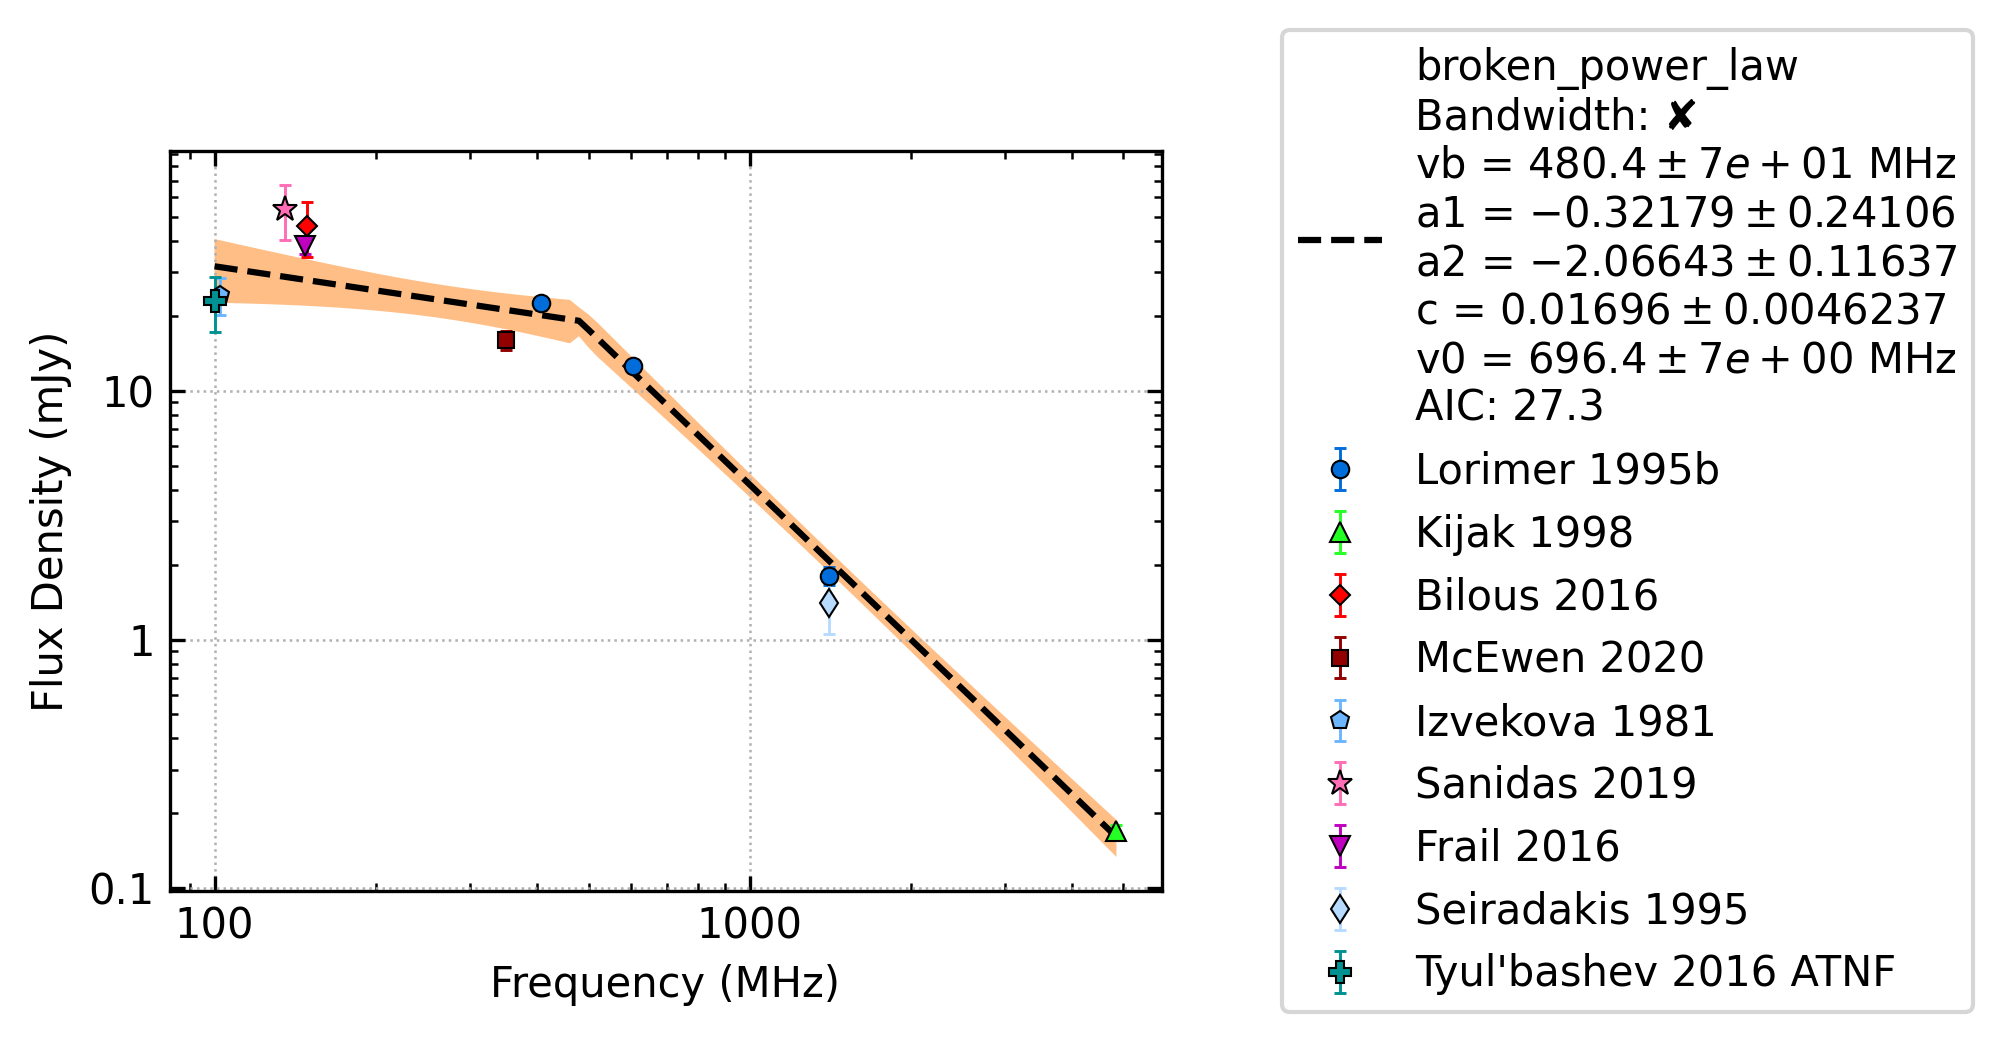 broken_power_law
Bandwidth: ✘
vb = 480.4 ± 7e + 01 MHz
a1 = −0.32179 ± 0.24106
a2 = −2.06643 ± 0.11637
c = 0.01696 ± 0.0046237
v0 = 696.4 ± 7e + 00 MHz
AIC: 27.3
Lorimer 1995b
Kijak 1998
Bilous 2016
McEwen 2020
Izvekova 1981
Sanidas 2019
Frail 2016
Seiradakis 1995
Tyul'bashev 2016 ATNF
Flux Density (mJy)
10
1
0.1
100
1000
Frequency (MHz)